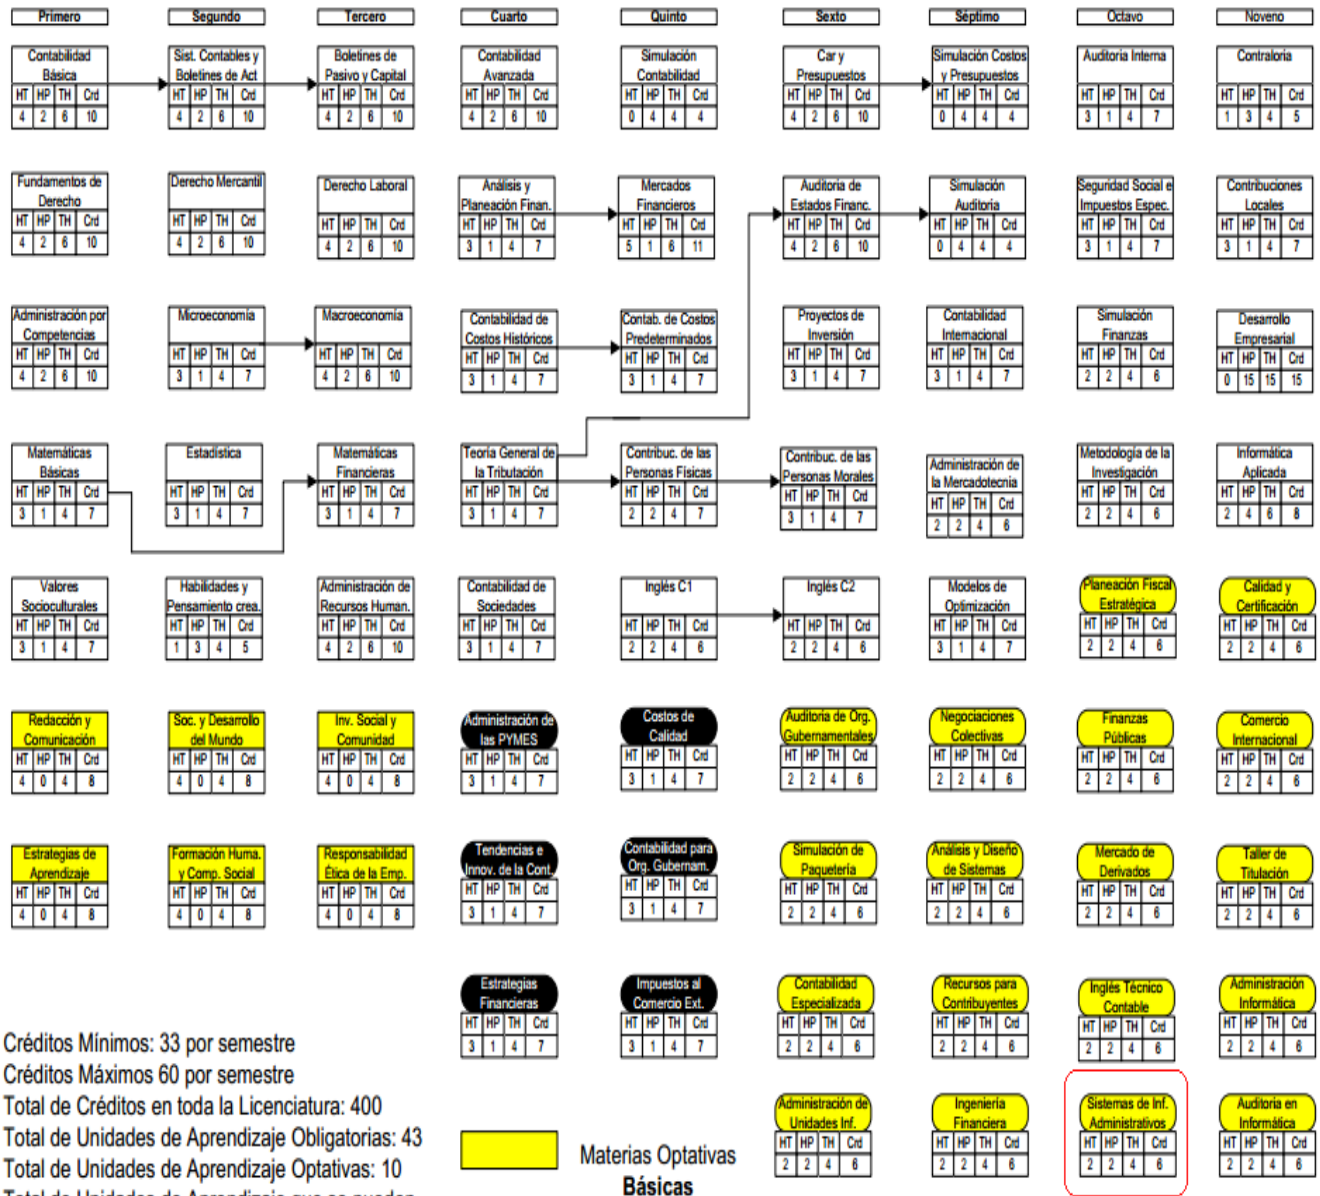 Primero Segundo Tercero Cuarto Quinto Sexto Séptimo Octavo Noveno
Contabilidad Básica
HT HP TH Crd
4 2 6 10
Sist. Contables y Boletines de Act
HT HP TH Crd
4 2 6 10
Boletines de Pasivo y Capital
HT HP TH Crd
4 2 6 10
Contabilidad Avanzada
HT HP TH Crd
4 2 6 10
Simulación Contabilidad
HT HP TH Crd
0 4 4 4
Car y Presupuestos
HT HP TH Crd
4 2 6 10
Simulación Costos y Presupuestos
HT HP TH Crd
0 4 4 4
Auditoria Interna
HT HP TH Crd
3 1 4 7
Contraloria
HT HP TH Crd
1 3 4 5
Fundamentos de Derecho
HT HP TH Crd
4 2 6 10
Derecho Mercantil
HT HP TH Crd
4 2 6 10
Derecho Laboral
HT HP TH Crd
4 2 6 10
Análisis y Planeación Finan.
HT HP TH Crd
3 1 4 7
Mercados Financieros
HT HP TH Crd
5 1 6 11
Auditoria de Estados Financ.
HT HP TH Crd
4 2 6 10
Simulación Auditoria
HT HP TH Crd
0 4 4 4
Seguridad Social e Impuestos Espec.
HT HP TH Crd
3 1 4 7
Contribuciones Locales
HT HP TH Crd
3 1 4 7
Administración por Competencias
HT HP TH Crd
4 2 6 10
Microeconomía
HT HP TH Crd
3 1 4 7
Macroeconomía
HT HP TH Crd
4 2 6 10
Contabilidad de Costos Históricos
HT HP TH Crd
3 1 4 7
Contab. de Costos Predeterminados
HT HP TH Crd
3 1 4 7
Proyectos de Inversión
HT HP TH Crd
3 1 4 7
Contabilidad Internacional
HT HP TH Crd
3 1 4 7
Simulación Finanzas
HT HP TH Crd
2 2 4 6
Desarrollo Empresarial
HT HP TH Crd
0 15 15 15
Matemáticas Básicas
HT HP TH Crd
3 1 4 7
Estadística
HT HP TH Crd
3 1 4 7
Matemáticas Financieras
HT HP TH Crd
3 1 4 7
Teoría General de la Tributación
HT HP TH Crd
3 1 4 7
Contribuc. de las Personas Físicas
HT HP TH Crd
2 2 4 7
Contribuc. de las Personas Morales
HT HP TH Crd
3 1 4 7
Administración de la Mercadotecnia
HT HP TH Crd
2 2 4 6
Metodología de la Investigación
HT HP TH Crd
2 2 4 6
Informática Aplicada
HT HP TH Crd
2 4 6 8
Valores Socioculturales
HT HP TH Crd
3 1 4 7
Habilidades y Pensamiento crea.
HT HP TH Crd
1 3 4 5
Administración de Recursos Human.
HT HP TH Crd
4 2 6 10
Contabilidad de Sociedades
HT HP TH Crd
3 1 4 7
Inglés C1
HT HP TH Crd
2 2 4 6
Inglés C2
HT HP TH Crd
2 2 4 6
Modelos de Optimización
HT HP TH Crd
3 1 4 7
Planeación Fiscal Estratégica
HT HP TH Crd
2 2 4 6
Calidad y Certificación
HT HP TH Crd
2 2 4 6
Redacción y Comunicación
HT HP TH Crd
4 0 4 8
Soc. y Desarrollo del Mundo
HT HP TH Crd
4 0 4 8
Inv. Social y Comunidad
HT HP TH Crd
4 0 4 8
Administración de las PYMES
HT HP TH Crd
3 1 4 7
Costos de Calidad
HT HP TH Crd
3 1 4 7
Auditoria de Org. Gubernamentales
HT HP TH Crd
2 2 4 6
Negociaciones Colectivas
HT HP TH Crd
2 2 4 6
Finanzas Públicas
HT HP TH Crd
2 2 4 6
Comercio Internacional
HT HP TH Crd
2 2 4 6
Estrategias de Aprendizaje
HT HP TH Crd
4 0 4 8
Formación Huma. y Comp. Social
HT HP TH Crd
4 0 4 8
Responsabilidad Ética de la Emp.
HT HP TH Crd
4 0 4 8
Tendencias e Innov. de la Cont.
HT HP TH Crd
3 1 4 7
Contabilidad para Org. Gubernam.
HT HP TH Crd
3 1 4 7
Simulación de Paquetería
HT HP TH Crd
2 2 4 6
Análisis y Diseño de Sistemas
HT HP TH Crd
2 2 4 6
Mercado de Derivados
HT HP TH Crd
2 2 4 6
Taller de Titulación
HT HP TH Crd
2 2 4 6
Estrategias Financieras
HT HP TH Crd
3 1 4 7
Impuestos al Comercio Ext.
HT HP TH Crd
3 1 4 7
Contabilidad Especializada
HT HP TH Crd
2 2 4 6
Recursos para Contribuyentes
HT HP TH Crd
2 2 4 6
Inglés Técnico Contable
HT HP TH Crd
2 2 4 6
Administración Informática
HT HP TH Crd
2 2 4 6
Administración de Unidades Inf.
HT HP TH Crd
2 2 4 6
Ingeniería Financiera
HT HP TH Crd
2 2 4 6
Sistemas de Inf. Administrativos
HT HP TH Crd
2 2 4 6
Auditoria en Informática
HT HP TH Crd
2 2 4 6
Créditos Mínimos: 33 por semestre
Créditos Máximos 60 por semestre
Total de Créditos en toda la Licenciatura: 400
Total de Unidades de Aprendizaje Obligatorias: 43
Total de Unidades de Aprendizaje Optativas: 10
Total de Unidades de Aprendizaje que se pueden
Materias Optativas
Básicas